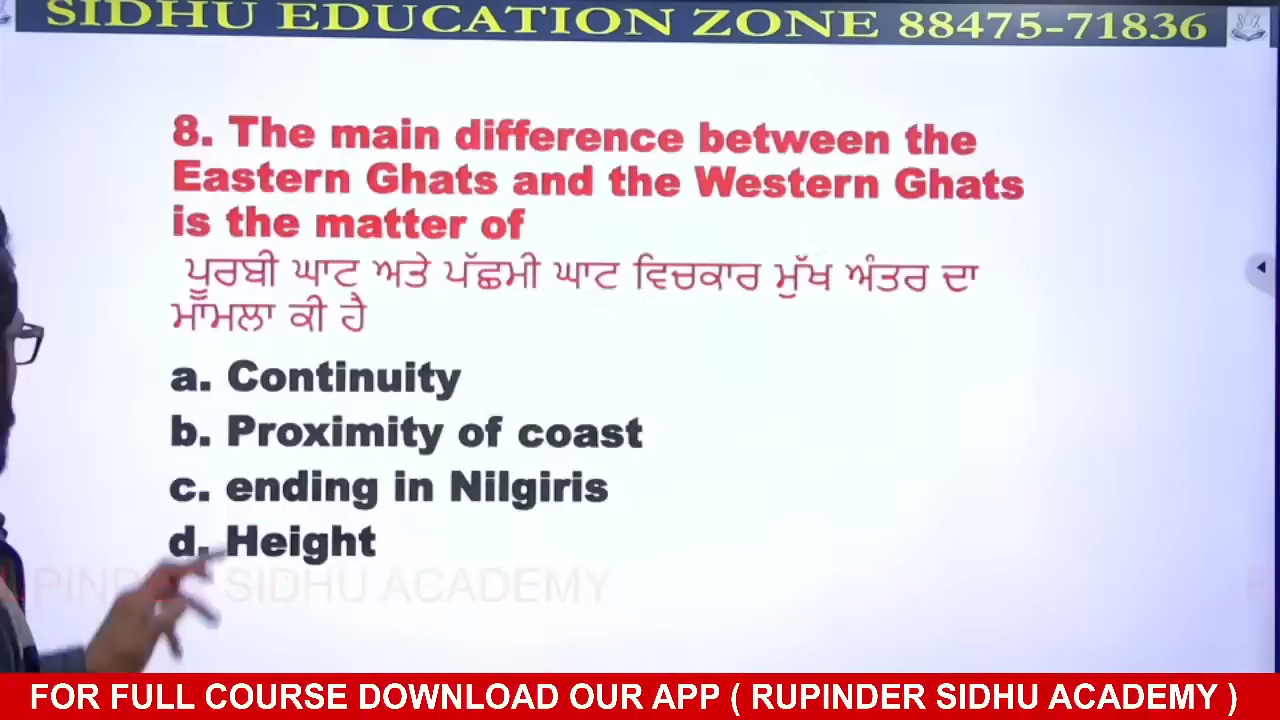 SIDHU EDUCATION ZONE 88475-71836
8. The main difference between the
Eastern Ghats and the Western Ghats
is the matter of
ਪੂਰਬੀ ਘਾਟ ਅਤੇ ਪੱਛਮੀ ਘਾਟ ਵਿਚਕਾਰ ਮੁੱਖ ਅੰਤਰ ਦਾ
ਮਾਮਲਾ ਕੀ ਹੈ
a. Continuity
b. Proximity of coast
c. ending in Nilgiris
d. Height
SIDHU ACADEMY
FOR FULL COURSE DOWNLOAD OUR APP ( RUPINDER SIDHU ACADEMY )